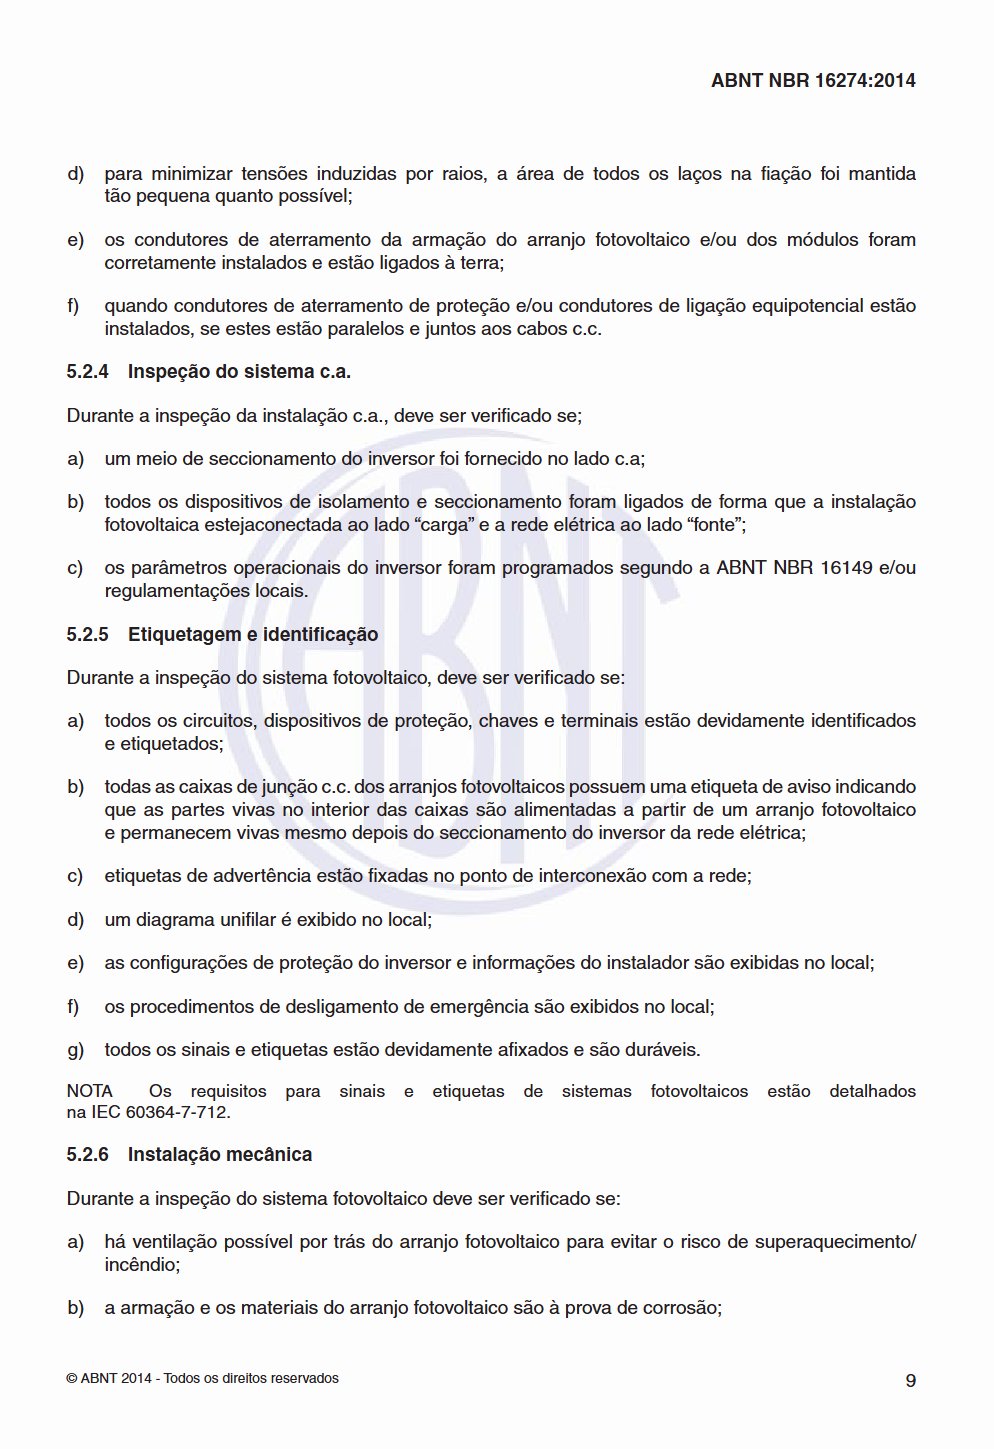 ABNT NBR 16274:2014
d) para minimizar tensões induzidas por raios, a área de todos os laços na fiação foi mantida
tão pequena quanto possível;
e) os condutores de aterramento da armação do arranjo fotovoltaico e/ou dos módulos foram
corretamente instalados e estão ligados à terra;
f) quando condutores de aterramento de proteção e/ou condutores de ligação equipotencial estão
instalados, se estes estão paralelos e juntos aos cabos c.c.
5.2.4 Inspeção do sistema c.a.
Durante a inspeção da instalação c.a., deve ser verificado se;
a) um meio de seccionamento do inversor foi fornecido no lado c.a;
b) todos os dispositivos de isolamento e seccionamento foram ligados de forma que a instalação
fotovoltaica estejaconectada ao lado “carga” e a rede elétrica ao lado “fonte”;
c) os parâmetros operacionais do inversor foram programados segundo a ABNT NBR 16149 e/ou
regulamentações locais.
5.2.5 Etiquetagem e identificação
Durante a inspeção do sistema fotovoltaico, deve ser verificado se:
a) todos os circuitos, dispositivos de proteção, chaves e terminais estão devidamente identificados
e etiquetados;
b) todas as caixas de junção c.c. dos arranjos fotovoltaicos possuem uma etiqueta de aviso indicando
que as partes vivas no interior das caixas são alimentadas a partir de um arranjo fotovoltaico
e permanecem vivas mesmo depois do seccionamento do inversor da rede elétrica;
c) etiquetas de advertência estão fixadas no ponto de interconexão com a rede;
d) um diagrama unifilar é exibido no local;
e) as configurações de proteção do inversor e informações do instalador são exibidas no local;
f) os procedimentos de desligamento de emergência são exibidos no local;
g) todos os sinais e etiquetas estão devidamente afixados e são duráveis.
NOTA Os requisitos para sinais e etiquetas de sistemas fotovoltaicos estão detalhados
na IEC 60364-7-712.
5.2.6 Instalação mecânica
Durante a inspeção do sistema fotovoltaico deve ser verificado se:
a) há ventilação possível por trás do arranjo fotovoltaico para evitar o risco de superaquecimento/
incêndio;
b) a armação e os materiais do arranjo fotovoltaico são à prova de corrosão;
© ABNT 2014 - Todos os direitos reservados
9
ABNT